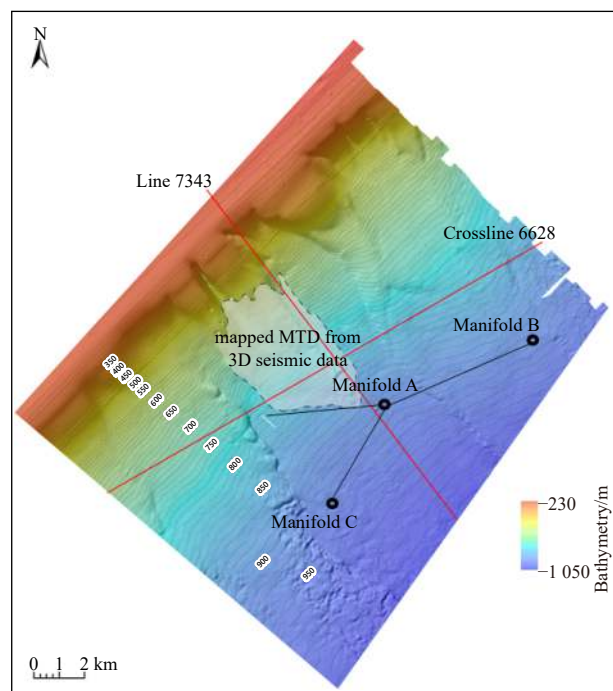 N
Line 7343
Crossline 6628
Manifold B
mapped MTD from
3D seismic data
Manifold A
350
400
450
500
550
600
650
700
750
800
850
900
950
Manifold C
−230
−1 050
Bathymetry/m
0 1 2 km